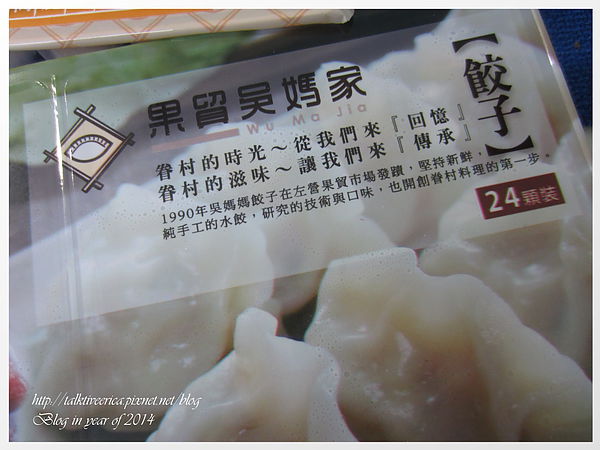 果貿吳媽家
Wu Ma Jia
【餃子】
眷村的時光～從我們來『回憶』
眷村的滋味～讓我們來『傳承』
1990年吳媽媽餃子在左營果貿市場發蹟，堅持新鮮，
純手工的水餃，研究的技術與口味，也開創眷村料理的第一步。
24顆裝
http://talktiveerica.pixnet.net/blog
Blog in year of 2014